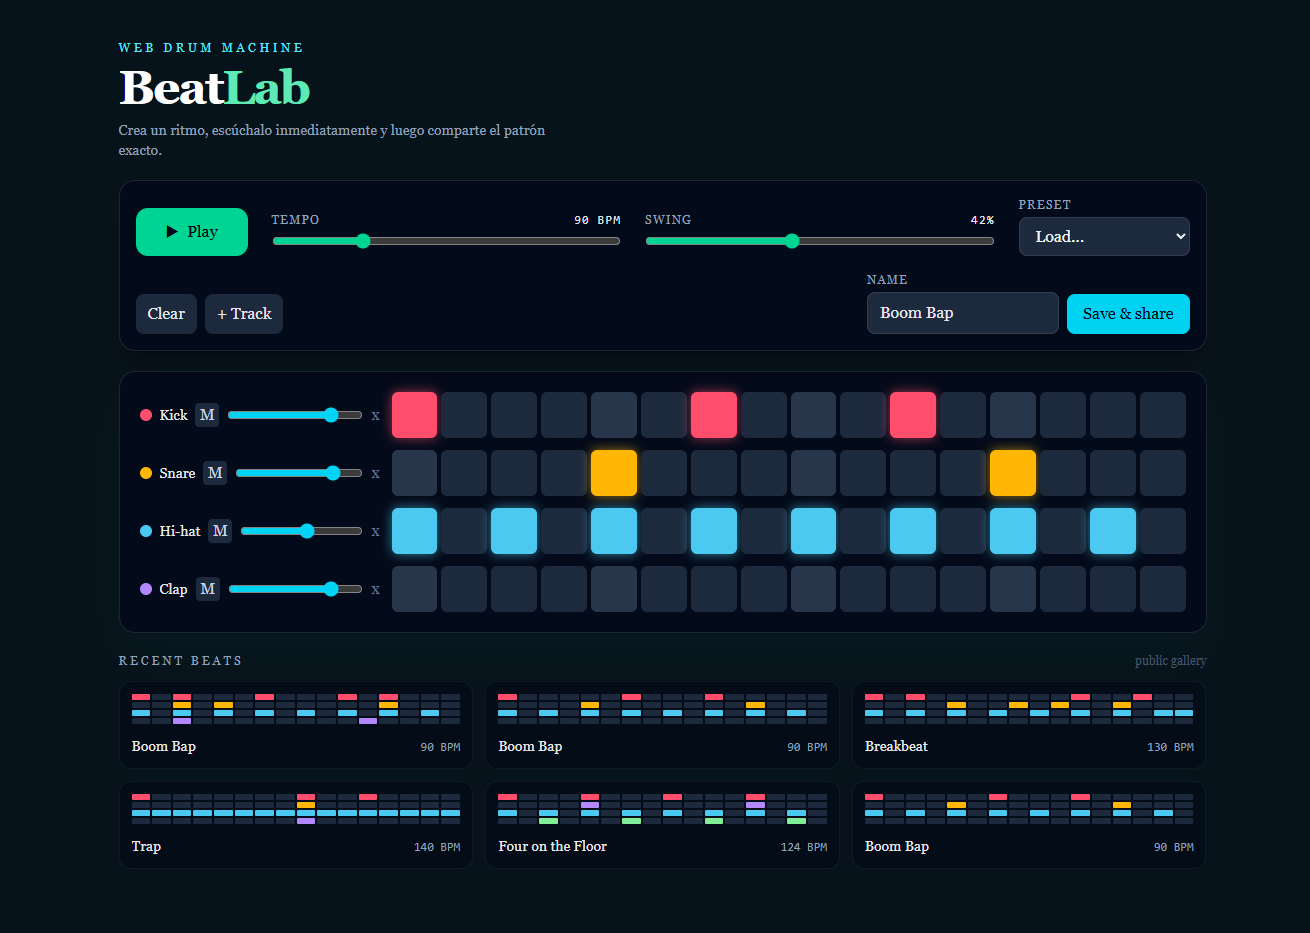 WEB DRUM MACHINE
BeatLab
Crea un ritmo, escúchalo inmediatamente y luego comparte el patrón
exacto.
Play
TEMPO
90 BPM
SWING
42%
PRESET
Load...
Clear
+ Track
NAME
Boom Bap
Save & share
Kick M x
Snare M x
Hi-hat M x
Clap M x
RECENT BEATS
public gallery
Boom Bap 90 BPM
Boom Bap 90 BPM
Breakbeat 130 BPM
Trap 140 BPM
Four on the Floor 124 BPM
Boom Bap 90 BPM